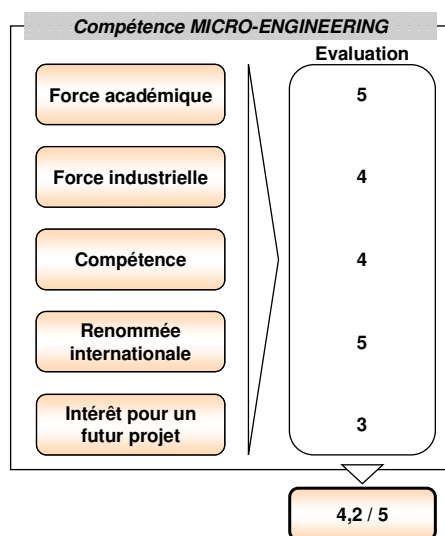 Compétence MICRO-ENGINEERING
Evaluation
Force académique
5
Force industrielle
4
Compétence
4
Renommée
internationale
5
Intérêt pour un
futur projet
3
4,2 / 5